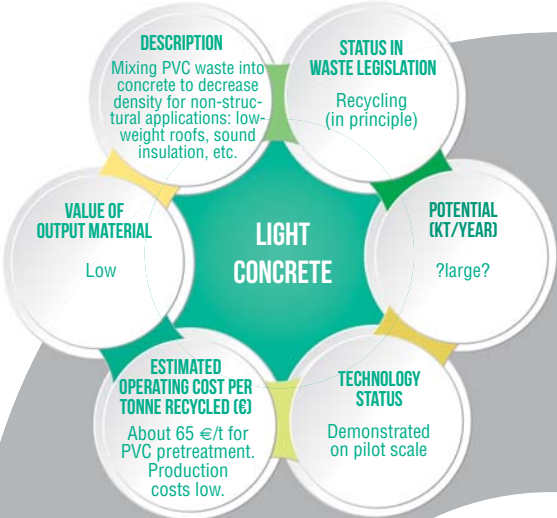 DESCRIPTION
Mixing PVC waste into
concrete to decrease
density for non-struc-
tural applications: low-
weight roofs, sound
insulation, etc.
STATUS IN
WASTE LEGISLATION
Recycling
(in principle)
VALUE OF
OUTPUT MATERIAL
Low
LIGHT
CONCRETE
POTENTIAL
(KT/YEAR)
?large?
ESTIMATED
OPERATING COST PER
TONNE RECYCLED (€)
About 65 €/t for
PVC pretreatment.
Production
costs low.
TECHNOLOGY
STATUS
Demonstrated
on pilot scale